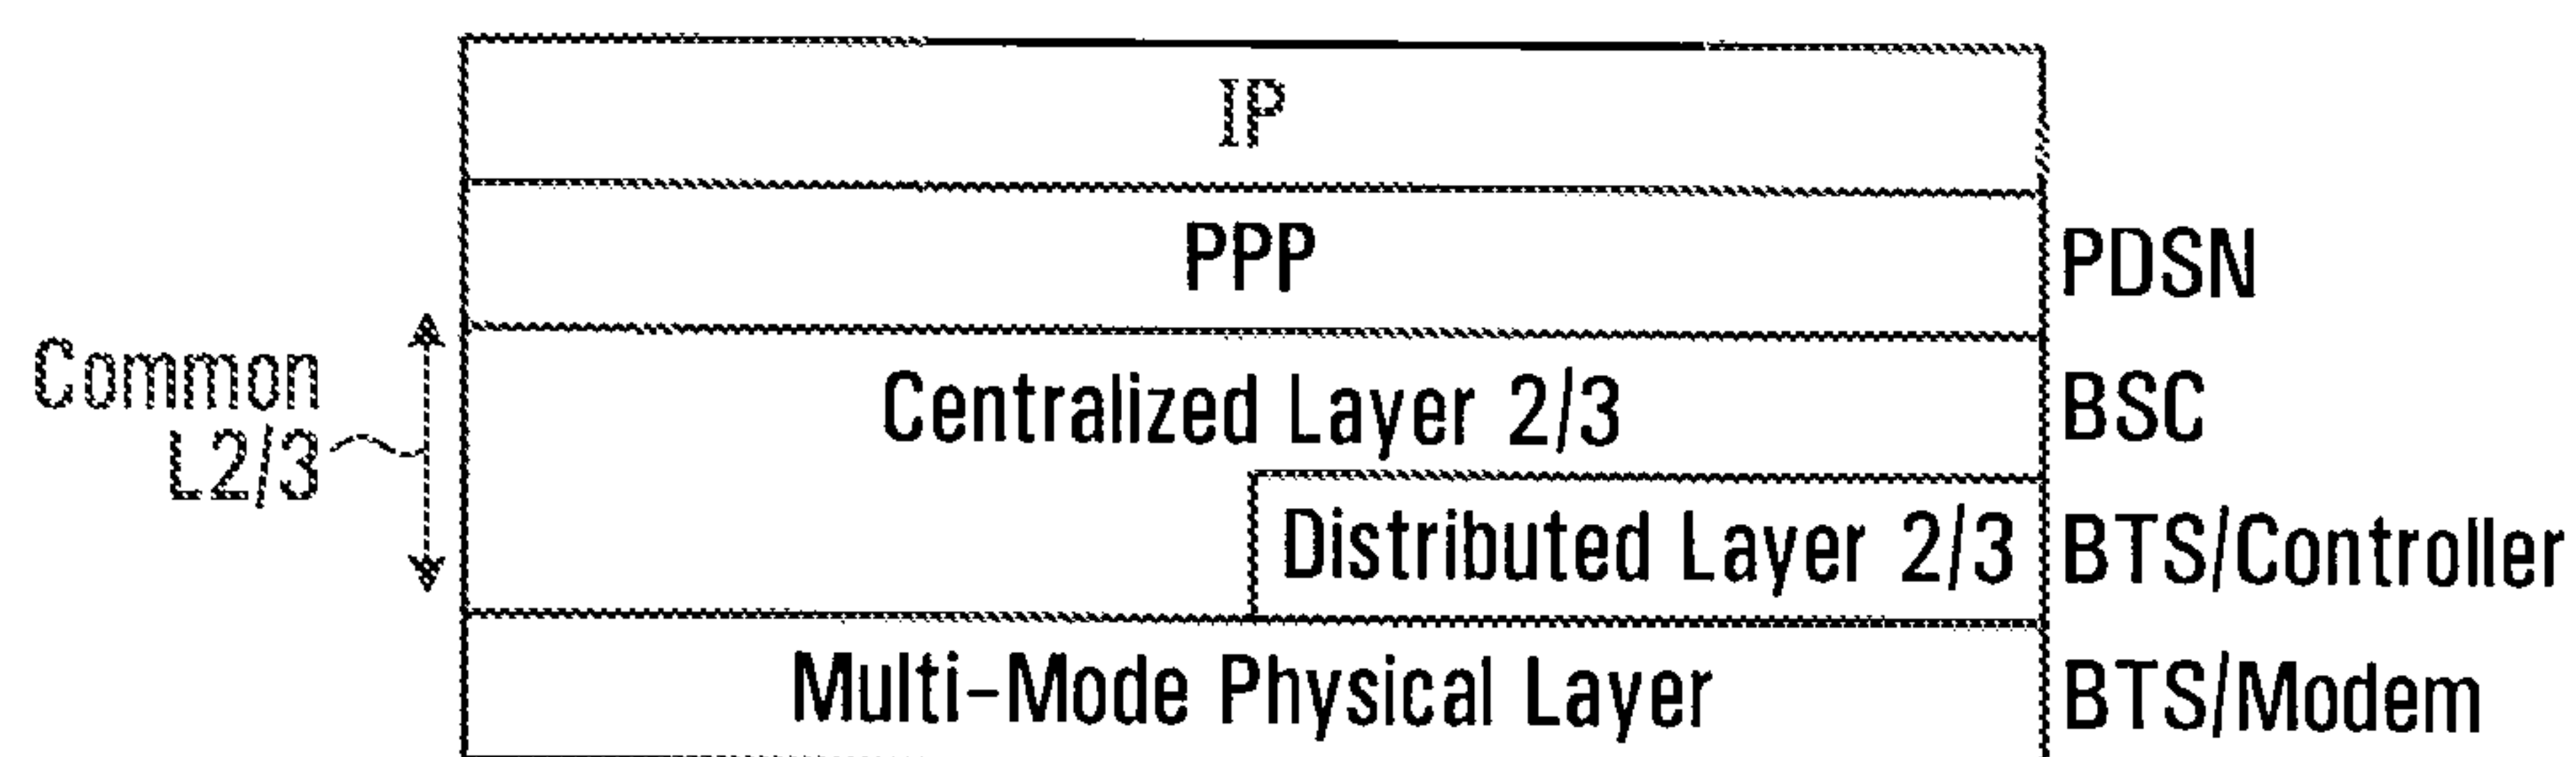 IP
PPP
PDSN
Common
L2/3
Centralized Layer 2/3
BSC
Distributed Layer 2/3
BTS/Controller
Multi-Mode Physical Layer
BTS/Modem